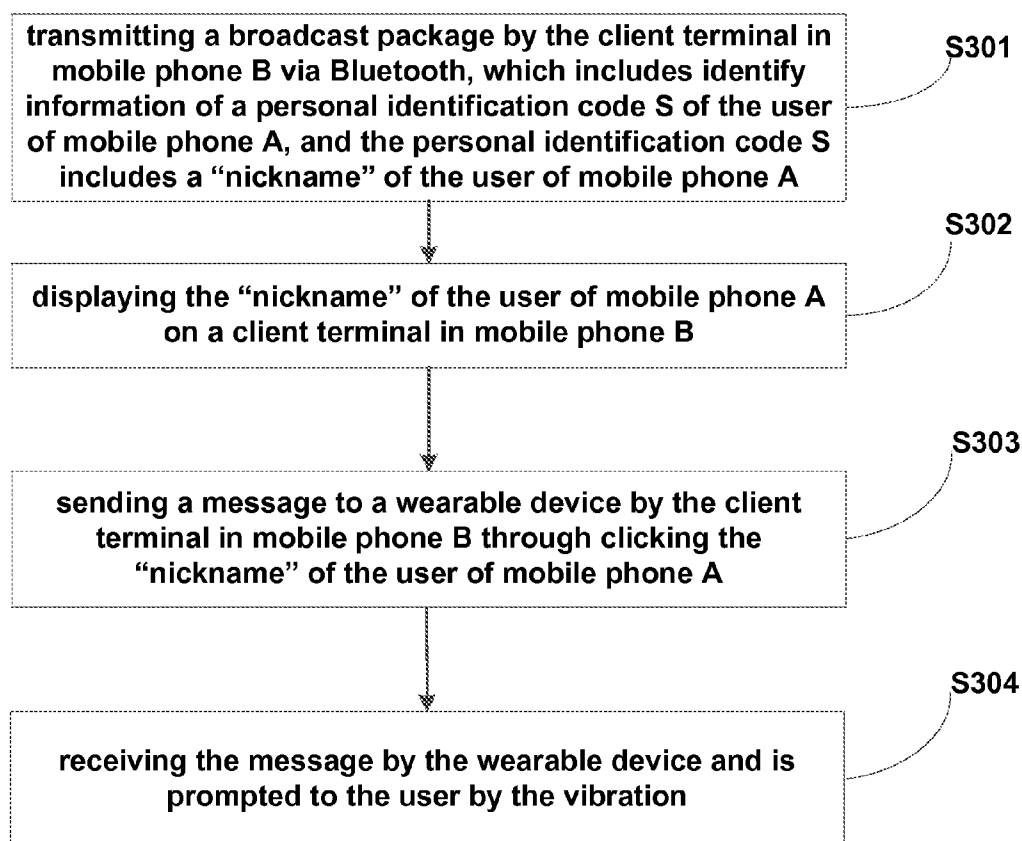 transmitting a broadcast package by the client terminal in
mobile phone B via Bluetooth, which includes identify
information of a personal identification code S of the user
of mobile phone A, and the personal identification code S
includes a “nickname” of the user of mobile phone A
S301
displaying the “nickname” of the user of mobile phone A
on a client terminal in mobile phone B
S302
sending a message to a wearable device by the client
terminal in mobile phone B through clicking the
“nickname” of the user of mobile phone A
S303
receiving the message by the wearable device and is
prompted to the user by the vibration
S304